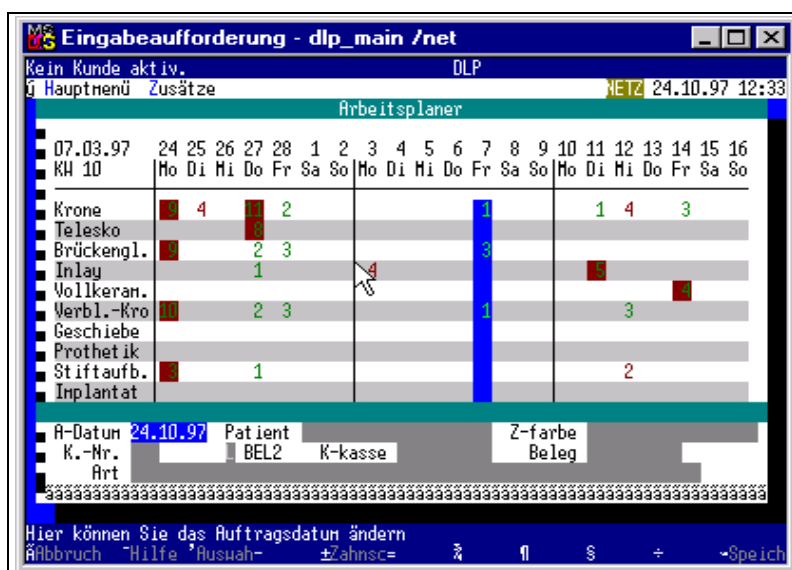 Eingabeaufforderung - dlp_main /net
Kein Kunde aktiv. DLP
Hauptmenü Zusätze NETZ 24.10.97 12:33
Arbeitsplaner
07.03.97 24 25 26 27 28 1 2 3 4 5 6 7 8 9 10 11 12 13 14 15 16
KW 10 Mo Di Mi Do Fr Sa So Mo Di Mi Do Fr Sa So Mo Di Mi Do Fr Sa So
Krone 9 4 11 2 1 1 4 3
Telesko 8
Brückengl. 9 2 3 3
Inlay 1 4 5
Vollkeram. 4
Verbl.-Kro 10 2 3 1 3
Geschiebe
Prothetik
Stiftaufb. 3 1 2
Implantat
A-Datum 24.10.97 Patient Z-farbe
K.-Nr. BEL2 K-kasse Beleg
Art
Hier können Sie das Auftragsdatum ändern
Abbruch Hilfe Auswah Zahnsc= ¶ § ÷ Speich